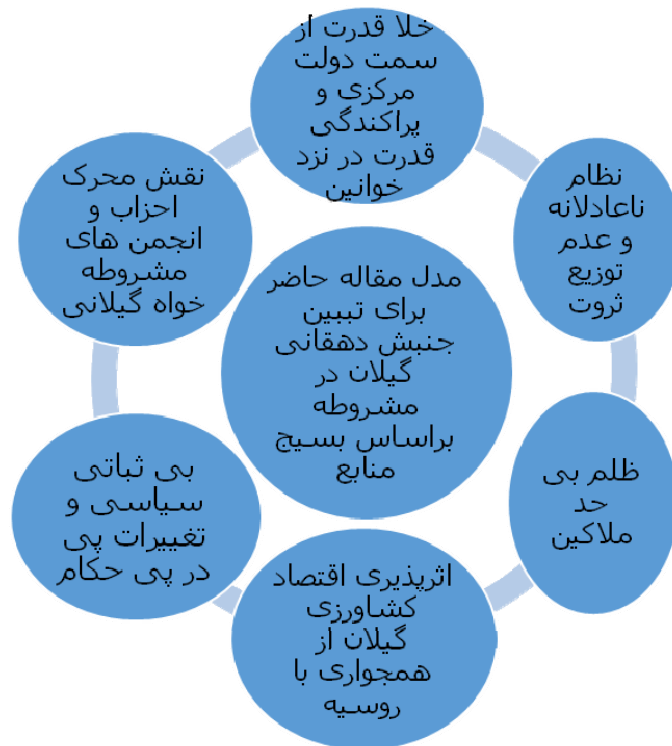 خلا قدرت از
سمت دولت
مرکزی و
پراکندگی
قدرت در نزد
خوانین
نظام
ناعادلانه
و عدم
توزیع
ثروت
ظلم بی
حد
ملاکین
اثرپذیری اقتصاد
کشاورزی
گیلان از
همجواری با
روسیه
بی ثباتی
سیاسی و
تغییرات پی
در پی حکام
نقش محرک
احزاب و
انجمن های
مشروطه
خواه گیلانی
مدل مقاله حاضر
برای تبیین
جنبش دهقانی
گیلان در
مشروطه
براساس بسیج
منابع